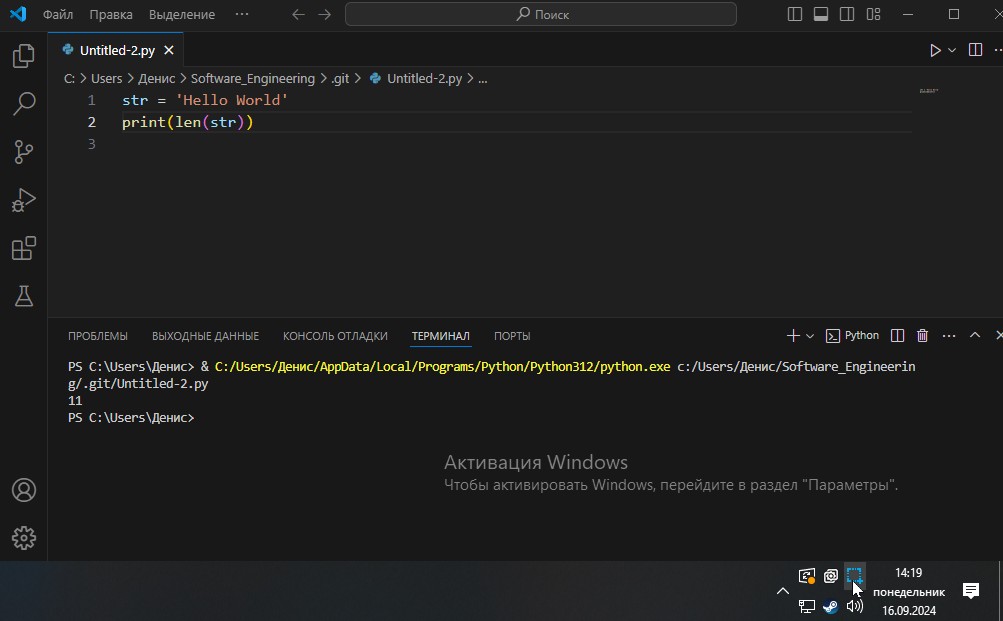 Файл Правка Выделение ··· Поиск
Untitled-2.py
C: > Users > Денис > Software_Engineering > .git > Untitled-2.py > ...
1 str = 'Hello World'
2 print(len(str))
3
ПРОБЛЕМЫ ВЫХОДНЫЕ ДАННЫЕ КОНСОЛЬ ОТЛАДКИ ТЕРМИНАЛ ПОРТЫ Python
PS C:\Users\Денис> & C:/Users/Денис/AppData/Local/Programs/Python/Python312/python.exe c:/Users/Денис/Software_Engineerin
g/.git/Untitled-2.py
11
PS C:\Users\Денис>
Активация Windows
Чтобы активировать Windows, перейдите в раздел "Параметры".
14:19
понедельник
16.09.2024